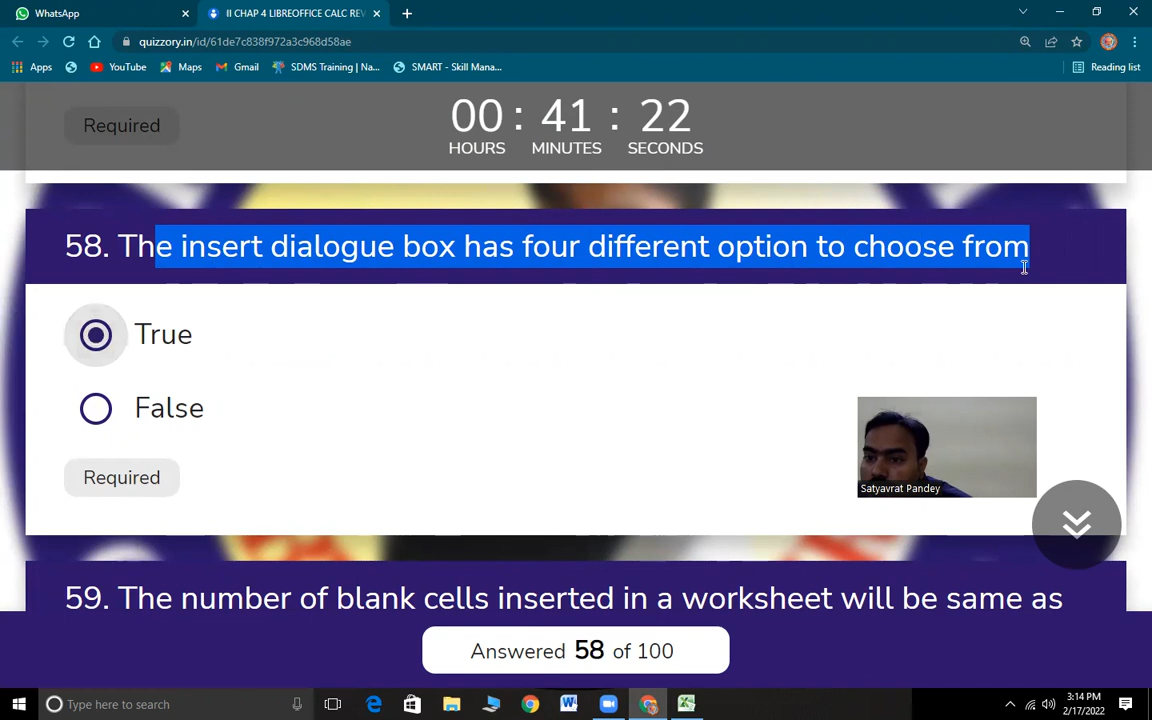 WhatsApp
II CHAP 4 LIBREOFFICE CALC REV
quizzory.in/id/61de7c838f972a3c968d58ae
Apps
YouTube
Maps
Gmail
SDMS Training | Na...
SMART - Skill Mana...
Reading list
Required
00 : 41 : 22
HOURS MINUTES SECONDS
58. The insert dialogue box has four different option to choose from
True
False
Required
Satyavrat Pandey
59. The number of blank cells inserted in a worksheet will be same as
Answered 58 of 100
Type here to search
3:14 PM
2/17/2022